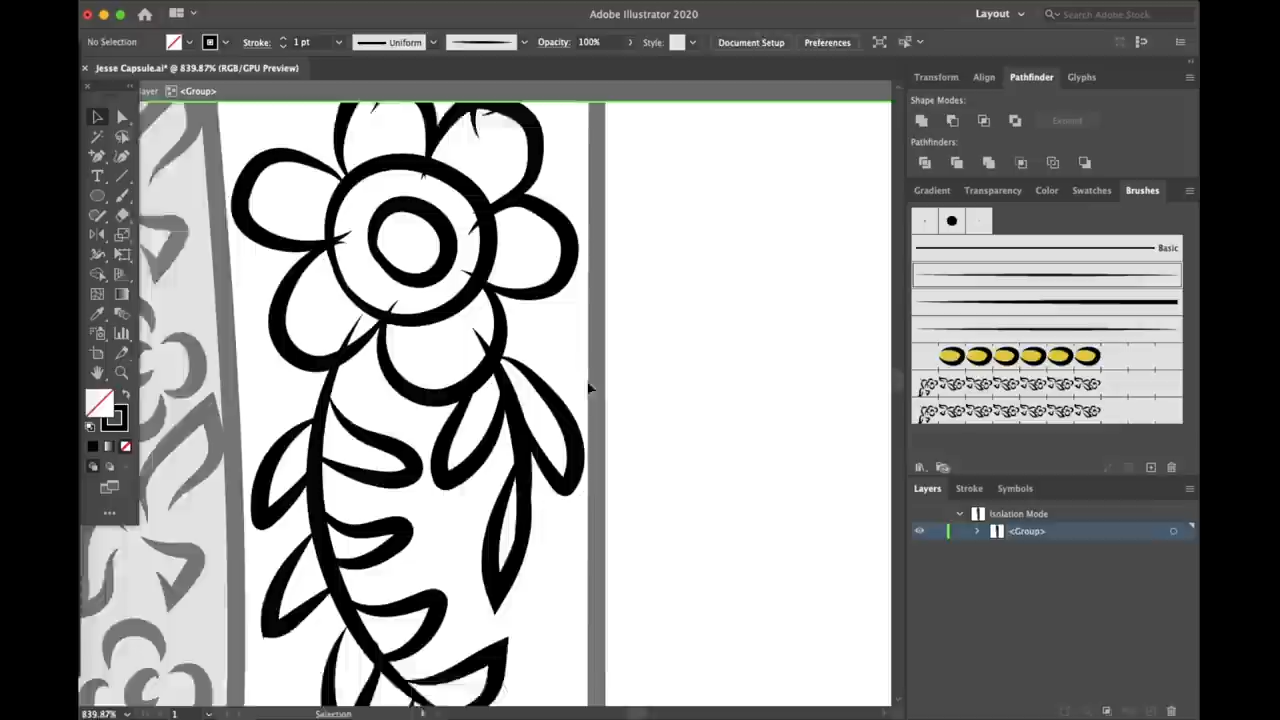 Adobe Illustrator 2020
Layout
Search Adobe Stock
No Selection
Stroke:
1 pt
Uniform
Opacity:
100%
Style:
Document Setup
Preferences
Jesse Capsule.ai* @ 839.87% (RGB/GPU Preview)
layer
<Group>
Transform
Align
Pathfinder
Glyphs
Shape Modes:
Expand
Pathfinders:
Gradient
Transparency
Color
Swatches
Brushes
Basic
Layers
Stroke
Symbols
Isolation Mode
<Group>
839.87%
1
Selection